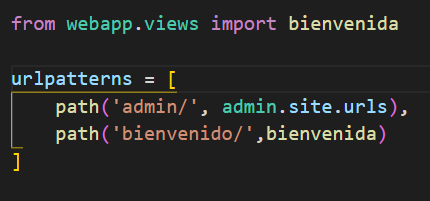 from webapp.views import bienvenida
urlpatterns = [
    path('admin/', admin.site.urls),
    path('bienvenido/',bienvenida)
]